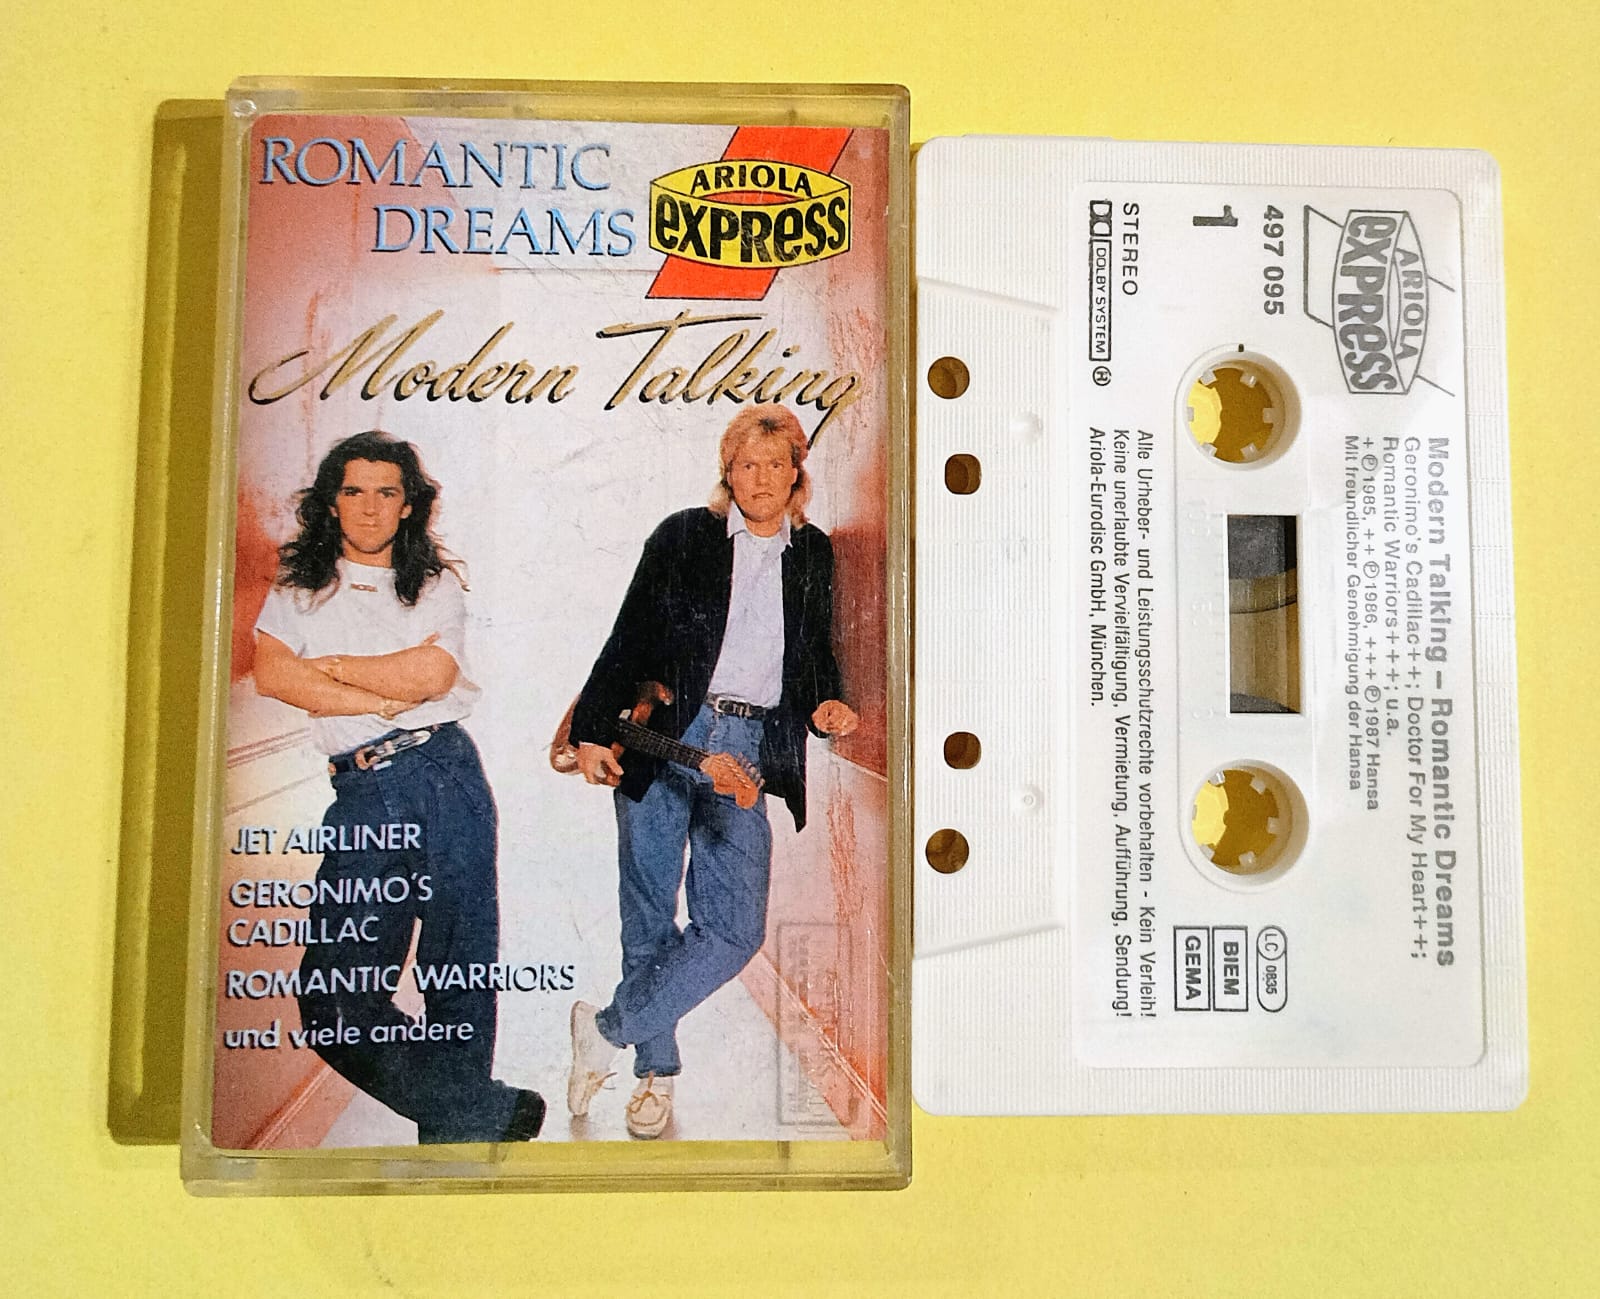 ROMANTIC
DREAMS
ARIOLA
EXPRESS
Modern Talking
JET AIRLINER
GERONIMO'S
CADILLAC
ROMANTIC WARRIORS
und viele andere
ARIOLA
EXPRESS
Modern Talking – Romantic Dreams
Geronimo's Cadillac++; Doctor For My Heart++;
Romantic Warriors+++; u.a.
+℗1985, ++℗1986, +++℗1987 Hansa
Mit freundlicher Genehmigung der Hansa
497 095
1
LC 0835
BIEM
GEMA
STEREO
DOLBY SYSTEM ®
Alle Urheber- und Leistungsschutzrechte vorbehalten - Kein Verleih!
Keine unerlaubte Vervielfältigung, Vermietung, Aufführung, Sendung!
Ariola-Eurodisc GmbH, München.